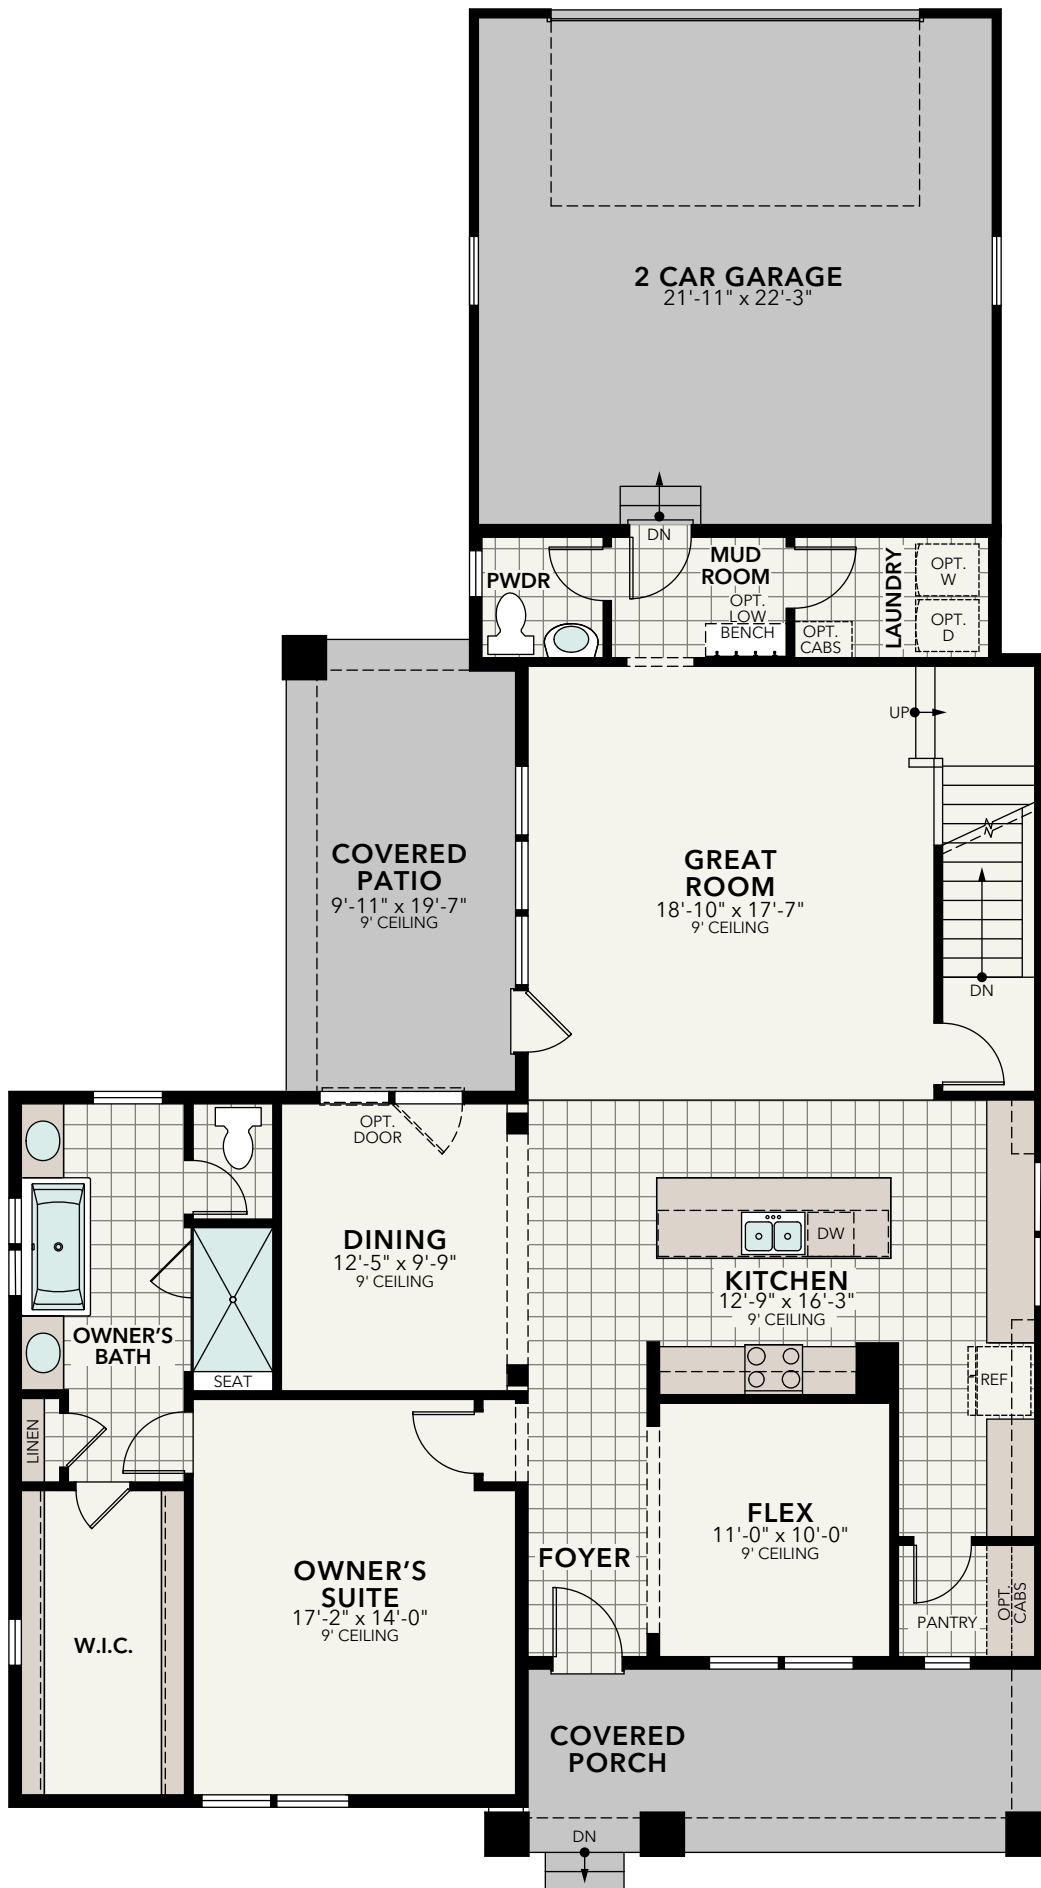 2 CAR GARAGE
21'-11" x 22'-3"
DN
PWDR
MUD
ROOM
OPT.
LOW
BENCH
OPT.
CABS
LAUNDRY
OPT.
W
OPT.
D
UP
COVERED
PATIO
9'-11" x 19'-7"
9' CEILING
GREAT
ROOM
18'-10" x 17'-7"
9' CEILING
DN
OPT.
DOOR
DINING
12'-5" x 9'-9"
9' CEILING
DW
KITCHEN
12'-9" x 16'-3"
9' CEILING
OWNER'S
BATH
SEAT
REF
LINEN
FLEX
11'-0" x 10'-0"
9' CEILING
FOYER
OWNER'S
SUITE
17'-2" x 14'-0"
9' CEILING
W.I.C.
PANTRY
OPT.
CABS
COVERED
PORCH
DN